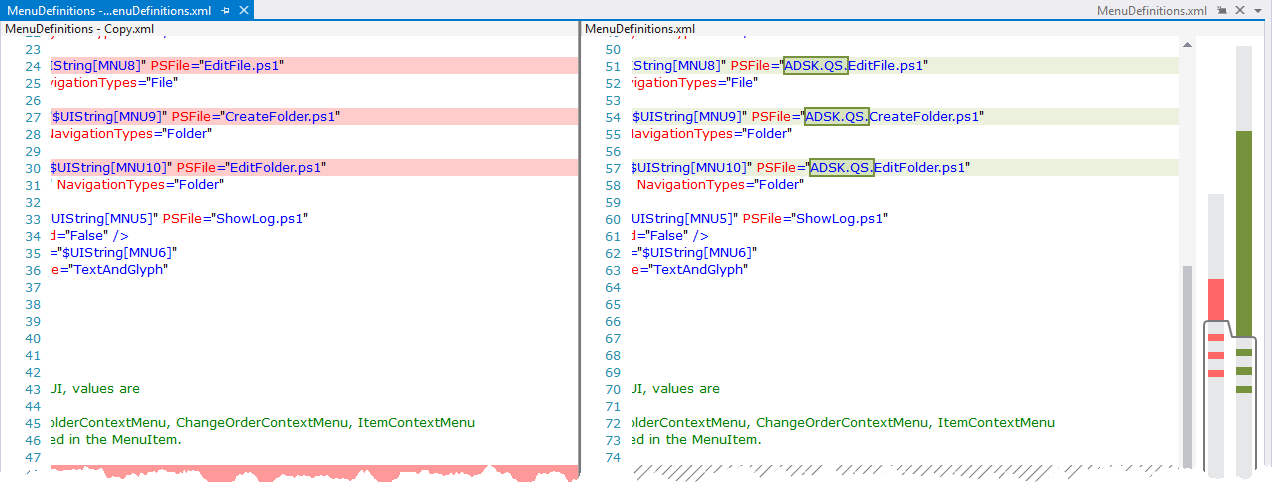 MenuDefinitions -...enuDefinitions.xml
MenuDefinitions.xml
MenuDefinitions - Copy.xml
MenuDefinitions.xml
23
24 String[MNU8]" PSFile="EditFile.ps1"
25 vigationTypes="File"
26
27 $UIString[MNU9]" PSFile="CreateFolder.ps1"
28 NavigationTypes="Folder"
29
30 $UIString[MNU10]" PSFile="EditFolder.ps1"
31 NavigationTypes="Folder"
32
33 UIString[MNU5]" PSFile="ShowLog.ps1"
34 d="False" />
35 ="$UIString[MNU6]"
36 e="TextAndGlyph"
37
38
39
40
41
42
43 UI, values are
44
45 olderContextMenu, ChangeOrderContextMenu, ItemContextMenu
46 ed in the MenuItem.
47
50
51 String[MNU8]" PSFile="ADSK.QS.EditFile.ps1"
52 vigationTypes="File"
53
54 $UIString[MNU9]" PSFile="ADSK.QS.CreateFolder.ps1"
55 NavigationTypes="Folder"
56
57 $UIString[MNU10]" PSFile="ADSK.QS.EditFolder.ps1"
58 NavigationTypes="Folder"
59
60 UIString[MNU5]" PSFile="ShowLog.ps1"
61 d="False" />
62 ="$UIString[MNU6]"
63 e="TextAndGlyph"
64
65
66
67
68
69
70 UI, values are
71
72 olderContextMenu, ChangeOrderContextMenu, ItemContextMenu
73 ed in the MenuItem.
74